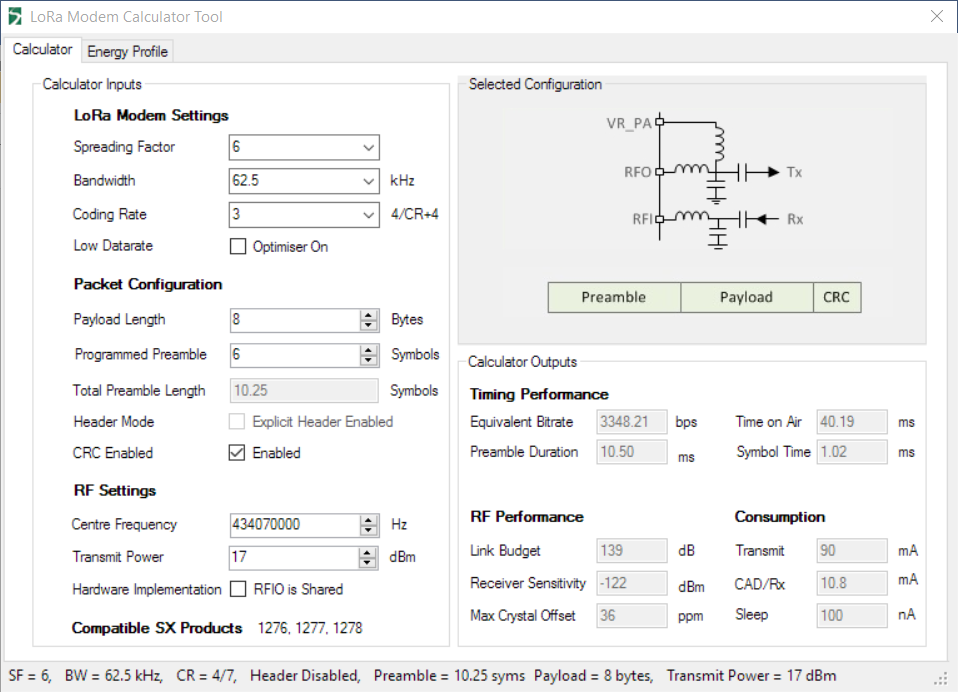 LoRa Modem Calculator Tool
Calculator Energy Profile
Calculator Inputs
LoRa Modem Settings
Spreading Factor 6
Bandwidth 62.5 kHz
Coding Rate 3 4/CR+4
Low Datarate Optimiser On
Packet Configuration
Payload Length 8 Bytes
Programmed Preamble 6 Symbols
Total Preamble Length 10.25 Symbols
Header Mode Explicit Header Enabled
CRC Enabled Enabled
RF Settings
Centre Frequency 434070000 Hz
Transmit Power 17 dBm
Hardware Implementation RFIO is Shared
Compatible SX Products 1276, 1277, 1278
Selected Configuration
VR_PA
RFO Tx
RFI Rx
Preamble Payload CRC
Calculator Outputs
Timing Performance
Equivalent Bitrate 3348.21 bps Time on Air 40.19 ms
Preamble Duration 10.50 ms Symbol Time 1.02 ms
RF Performance Consumption
Link Budget 139 dB Transmit 90 mA
Receiver Sensitivity -122 dBm CAD/Rx 10.8 mA
Max Crystal Offset 36 ppm Sleep 100 nA
SF = 6, BW = 62.5 kHz, CR = 4/7, Header Disabled, Preamble = 10.25 syms Payload = 8 bytes, Transmit Power = 17 dBm